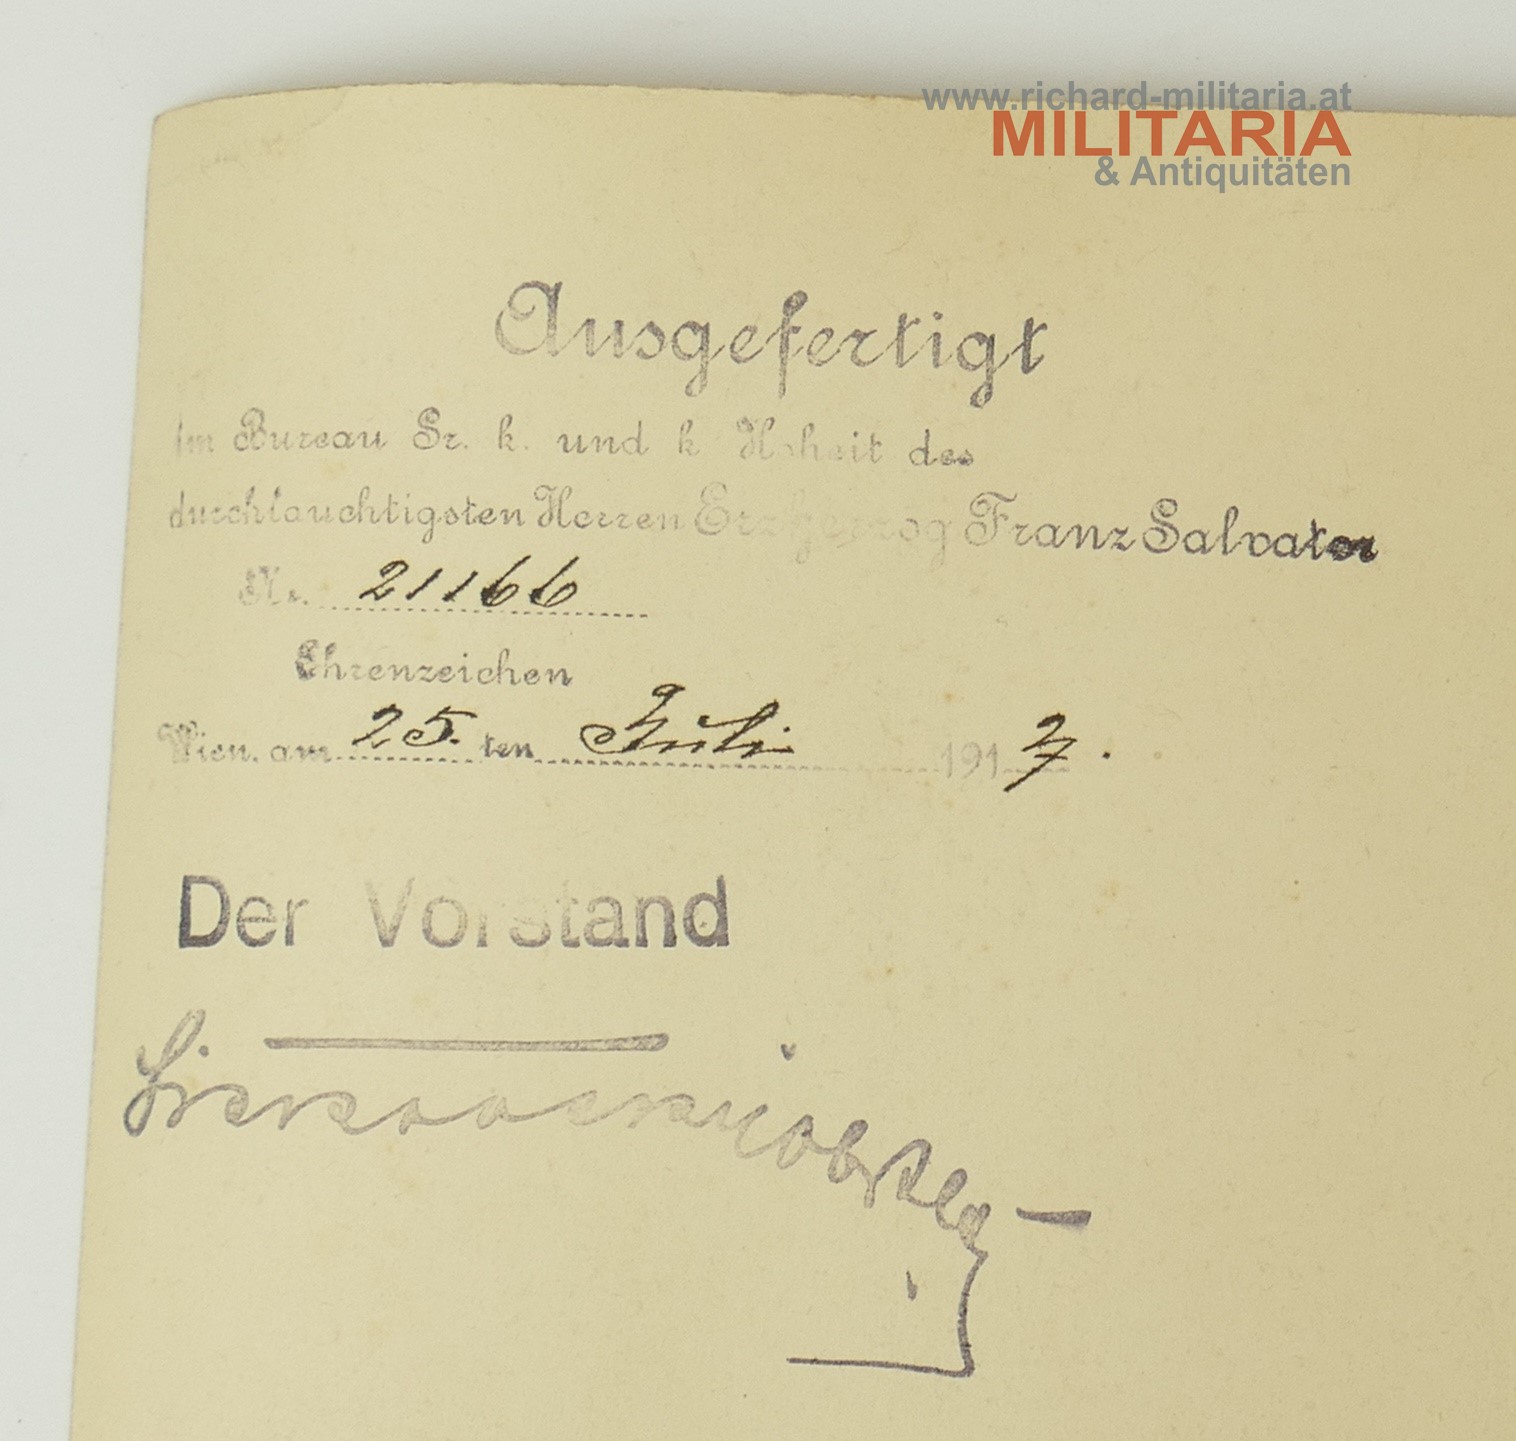 www.richard-militaria.at
MILITARIA
& Antiquitäten
Ausgefertigt
im Bureau Sr. k. und k Hoheit des
durchlauchtigsten Herren Erzherzog Franz Salvator
Nr. 21166
Ehrenzeichen
Wien, am 25. ten Juli 1917.
Der Vorstand